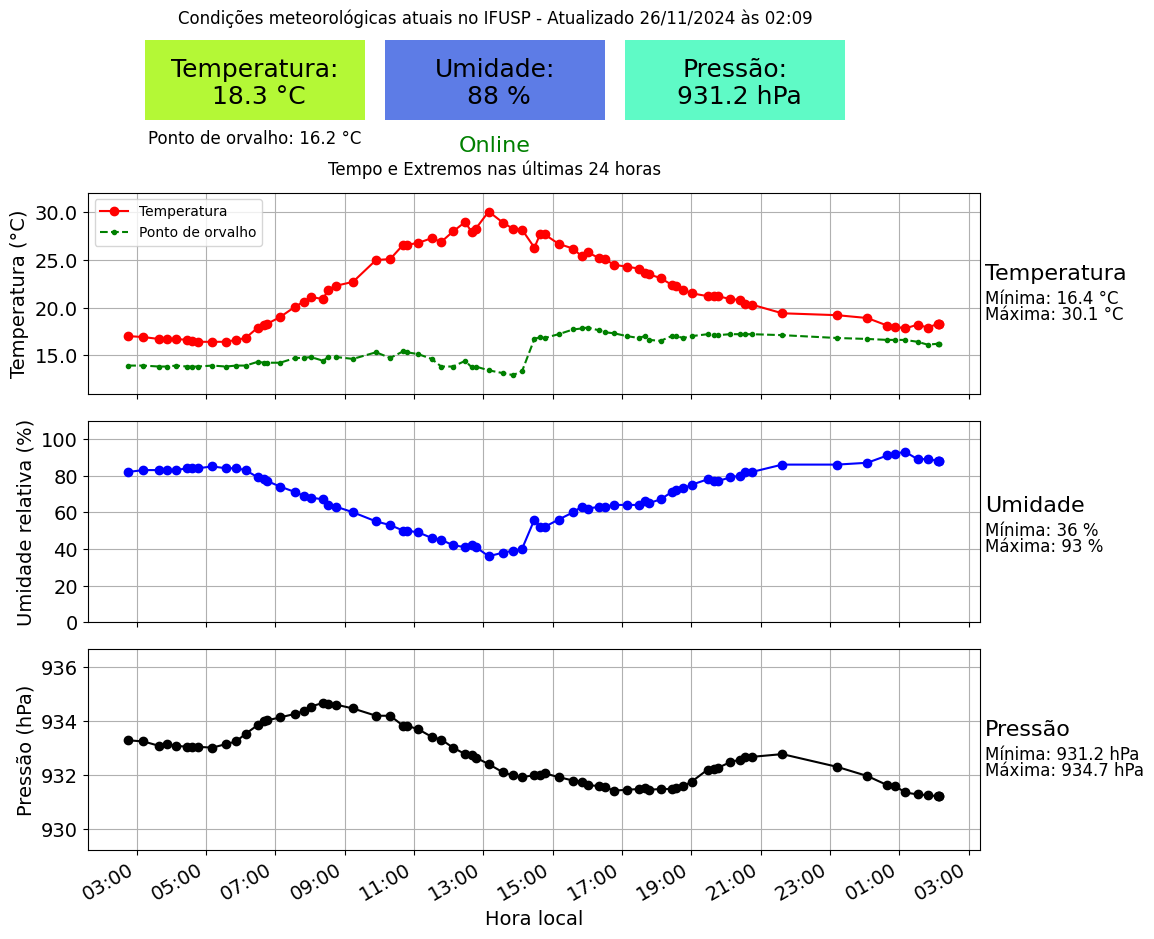 Condições meteorológicas atuais no IFUSP - Atualizado 26/11/2024 às 02:09
Temperatura:
18.3 °C
Umidade:
88 %
Pressão:
931.2 hPa
Ponto de orvalho: 16.2 °C
Online
Tempo e Extremos nas últimas 24 horas
Temperatura (°C)
30.0
25.0
20.0
15.0
Temperatura
Ponto de orvalho
Temperatura
Mínima: 16.4 °C
Máxima: 30.1 °C
Umidade relativa (%)
100
80
60
40
20
0
Umidade
Mínima: 36 %
Máxima: 93 %
Pressão (hPa)
936
934
932
930
Pressão
Mínima: 931.2 hPa
Máxima: 934.7 hPa
03:00 05:00 07:00 09:00 11:00 13:00 15:00 17:00 19:00 21:00 23:00 01:00 03:00
Hora local